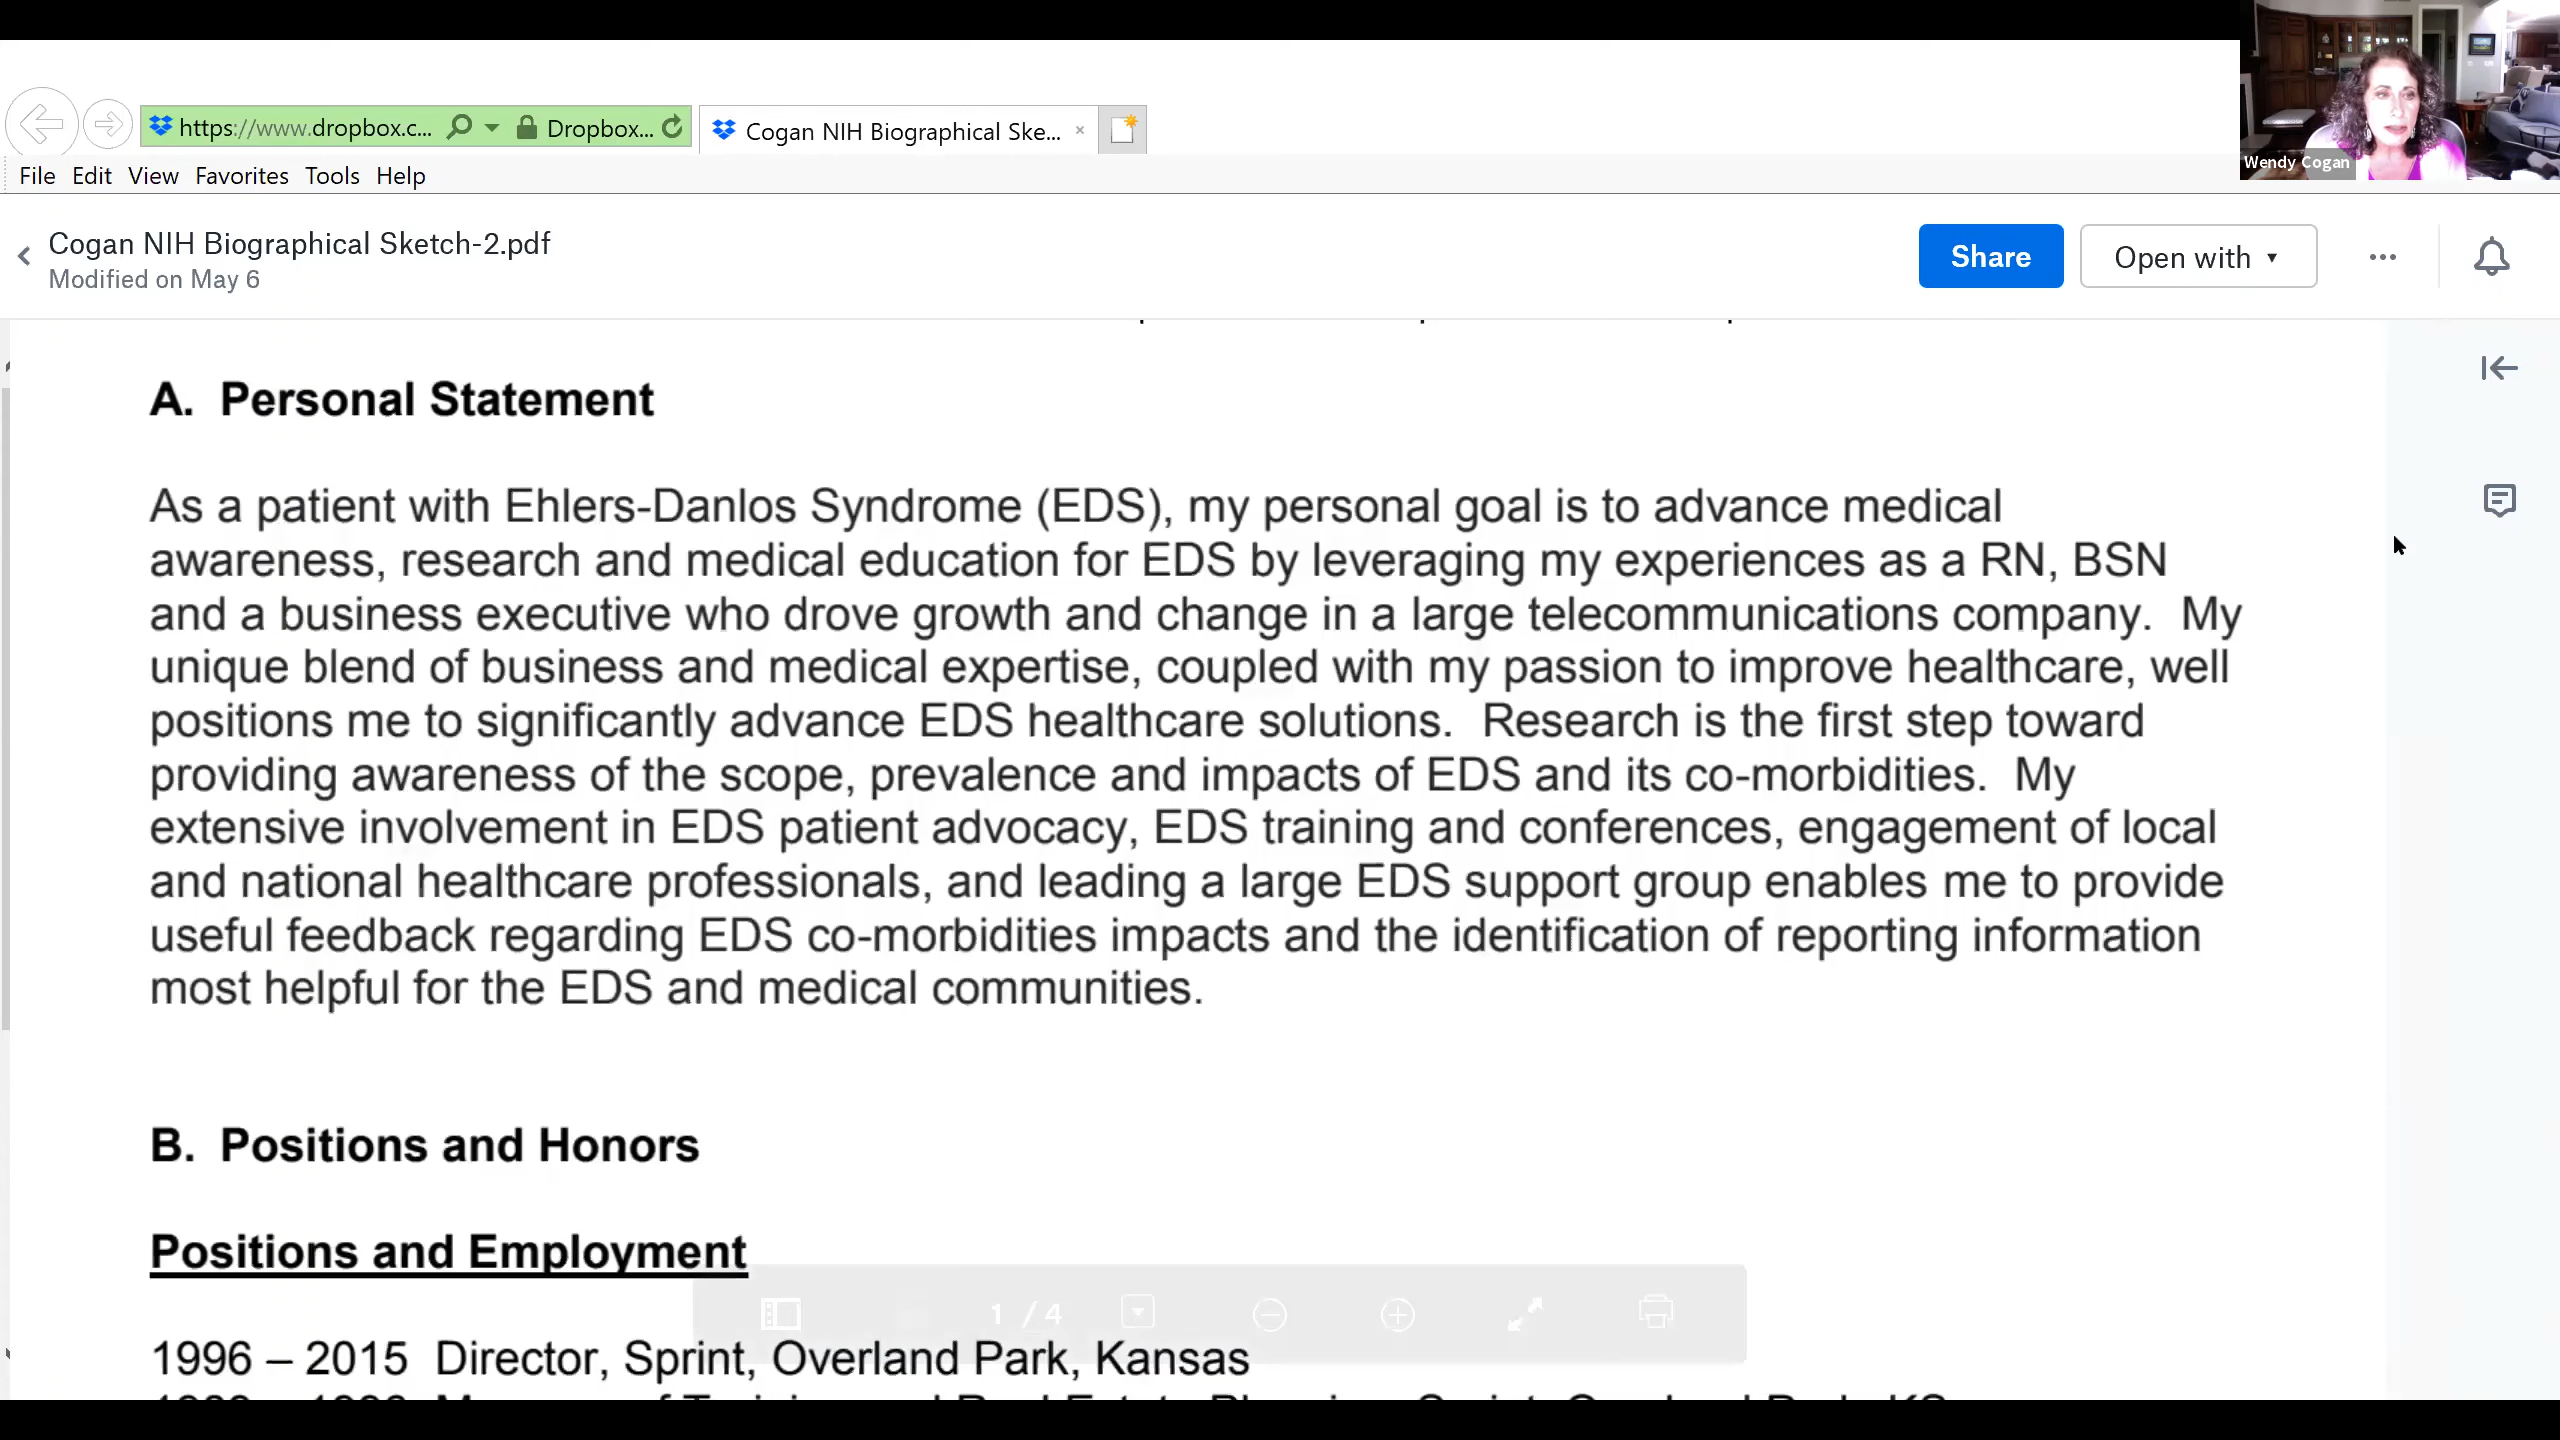 https://www.dropbox.c...
Dropbox...
Cogan NIH Biographical Ske...
Wendy Cogan
File Edit View Favorites Tools Help
Cogan NIH Biographical Sketch-2.pdf
Modified on May 6
Share
Open with
A. Personal Statement
As a patient with Ehlers-Danlos Syndrome (EDS), my personal goal is to advance medical
awareness, research and medical education for EDS by leveraging my experiences as a RN, BSN
and a business executive who drove growth and change in a large telecommunications company. My
unique blend of business and medical expertise, coupled with my passion to improve healthcare, well
positions me to significantly advance EDS healthcare solutions. Research is the first step toward
providing awareness of the scope, prevalence and impacts of EDS and its co-morbidities. My
extensive involvement in EDS patient advocacy, EDS training and conferences, engagement of local
and national healthcare professionals, and leading a large EDS support group enables me to provide
useful feedback regarding EDS co-morbidities impacts and the identification of reporting information
most helpful for the EDS and medical communities.
B. Positions and Honors
Positions and Employment
1 / 4
1996 – 2015 Director, Sprint, Overland Park, Kansas